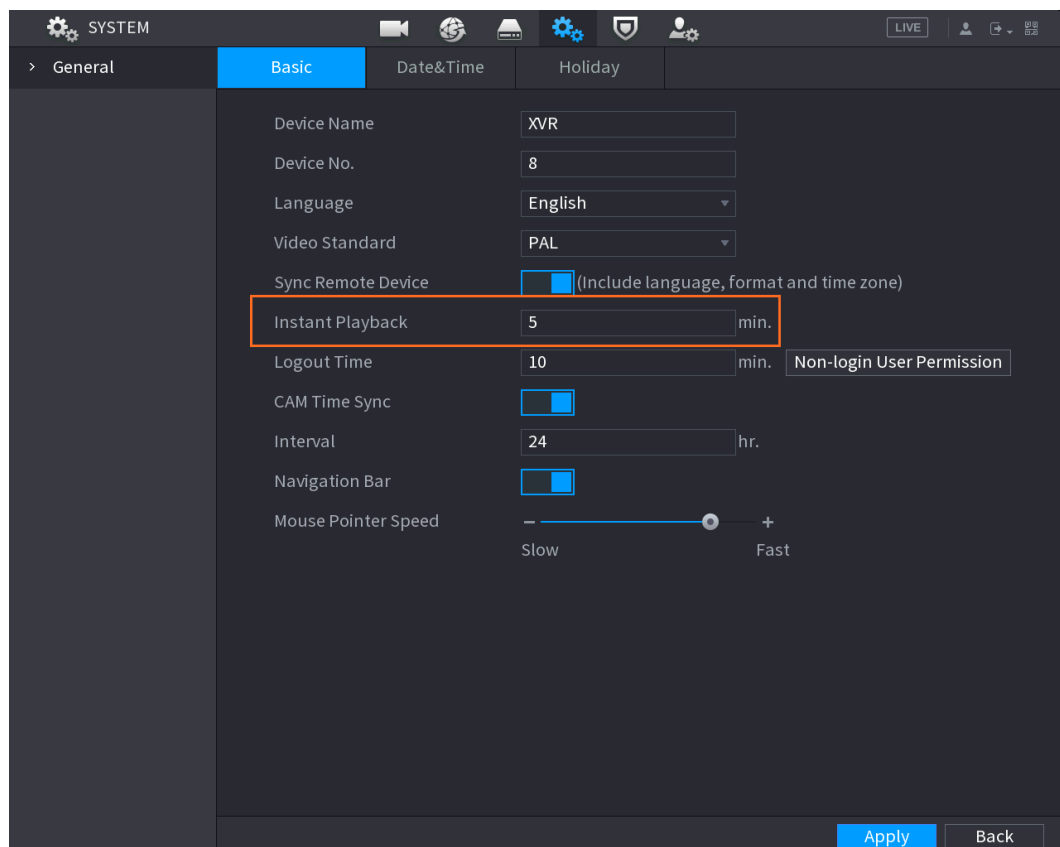 SYSTEM
LIVE
> General
Basic
Date&Time
Holiday
Device Name XVR
Device No. 8
Language English
Video Standard PAL
Sync Remote Device (Include language, format and time zone)
Instant Playback 5 min.
Logout Time 10 min. Non-login User Permission
CAM Time Sync
Interval 24 hr.
Navigation Bar
Mouse Pointer Speed - +
Slow Fast
Apply Back